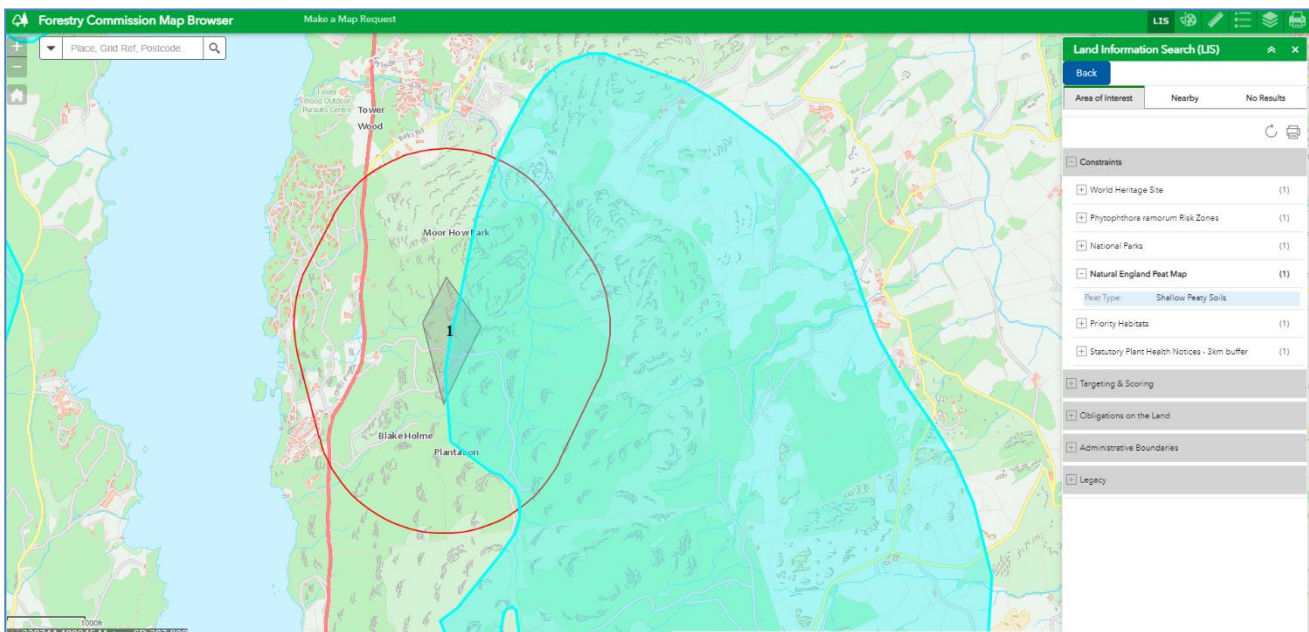 Forestry Commission Map Browser
Make a Map Request
LIS
Place, Grid Ref, Postcode..
Land Information Search (LIS)
Back
Area of Interest
Nearby
No Results
Constraints
World Heritage Site (1)
Phytophthora ramorum Risk Zones (1)
National Parks (1)
Natural England Peat Map (1)
Peat Type: Shallow Peaty Soils
Priority Habitats (1)
Statutory Plant Health Notices - 3km buffer (1)
Targeting & Scoring
Obligations on the Land
Administrative Boundaries
Legacy
Tower
Wood Outdoor
Pursuits Centre
Tower
Wood
Birks Rd
Moor How Park
1
Blake Holme
Plantation
1000ft